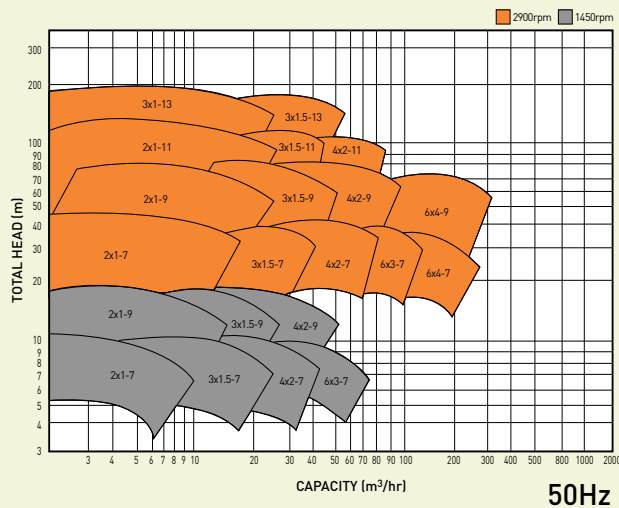 2900rpm 1450rpm
300
200
100
90
80
60
50
40
30
20
10
9
8
7
6
5
4
3
TOTAL HEAD (m)
3x1-13
3x1.5-13
2x1-11
3x1.5-11
4x2-11
2x1-9
3x1.5-9
4x2-9
6x4-9
2x1-7
3x1.5-7
4x2-7
6x3-7
6x4-7
2x1-9
3x1.5-9
4x2-9
2x1-7
3x1.5-7
4x2-7
6x3-7
3 4 5 6 7 8 9 10 20 30 40 50 60 70 80 90 100 200 300 400 500 600 800 1000 2000
CAPACITY (m³/hr)
50Hz